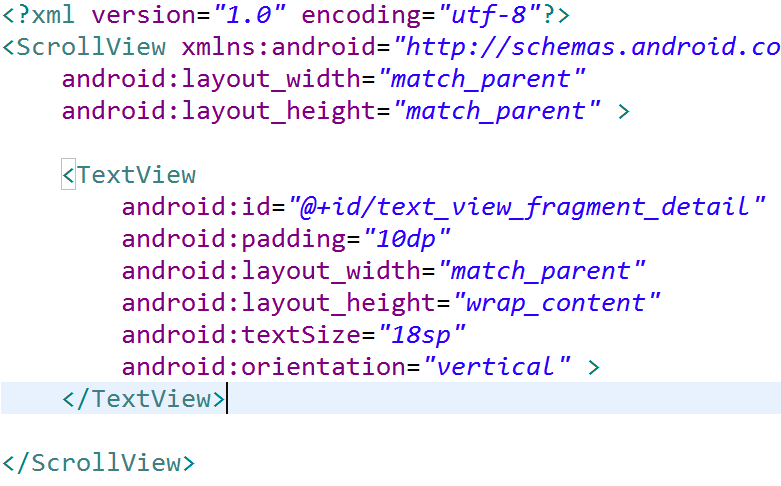 <?xml version="1.0" encoding="utf-8"?>
<ScrollView xmlns:android="http://schemas.android.co
    android:layout_width="match_parent"
    android:layout_height="match_parent" >

    <TextView
        android:id="@+id/text_view_fragment_detail"
        android:padding="10dp"
        android:layout_width="match_parent"
        android:layout_height="wrap_content"
        android:textSize="18sp"
        android:orientation="vertical" >
    </TextView>

</ScrollView>